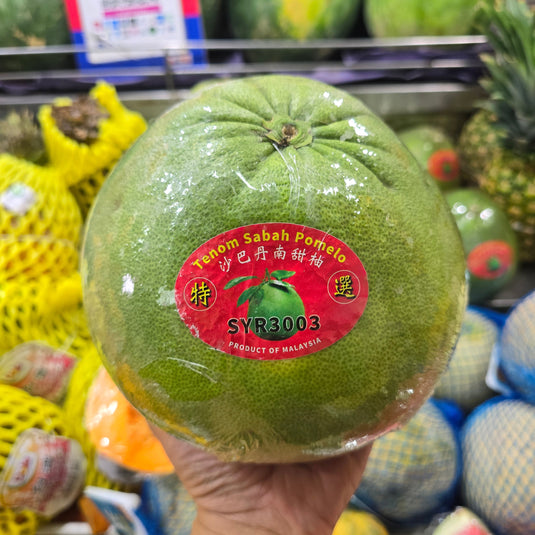 Tenom Sabah Pomelo
沙巴丹南甜柚
特 選
SYR3003
PRODUCT OF MALAYSIA